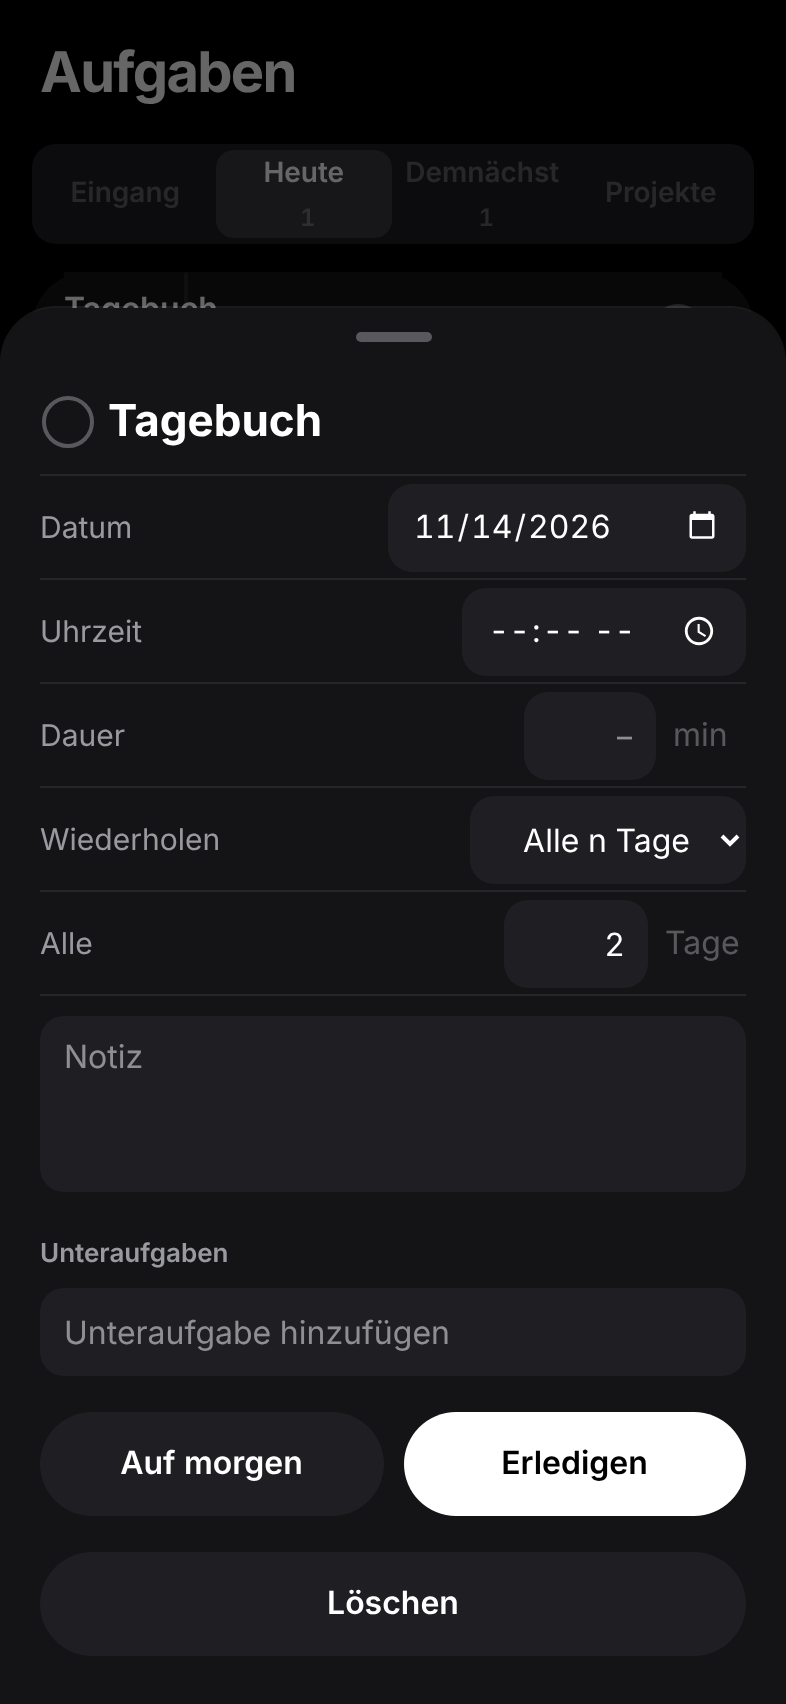 Aufgaben
Eingang
Heute
1
Demnächst
1
Projekte
Tagebuch
Tagebuch
Datum
11/14/2026
Uhrzeit
--:-- --
Dauer
– min
Wiederholen
Alle n Tage
Alle
2 Tage
Notiz
Unteraufgaben
Unteraufgabe hinzufügen
Auf morgen
Erledigen
Löschen